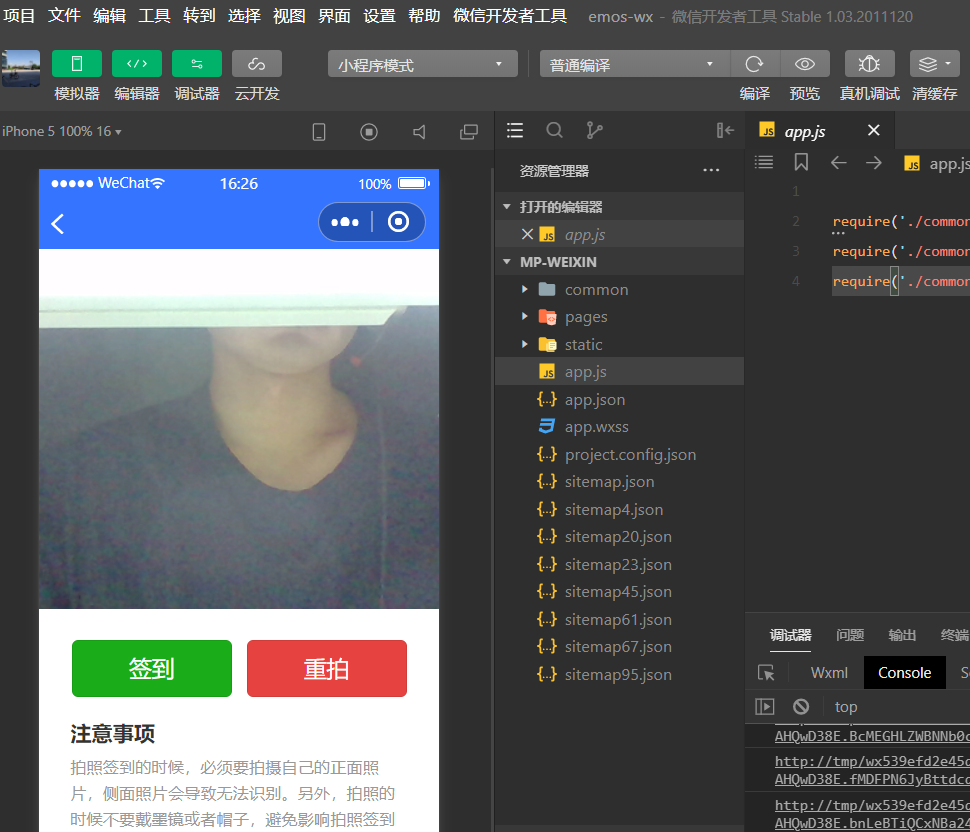 项目 文件 编辑 工具 转到 选择 视图 界面 设置 帮助 微信开发者工具 emos-wx - 微信开发者工具 Stable 1.03.2011120
小程序模式 普通编译
模拟器 编辑器 调试器 云开发 编译 预览 真机调试 清缓存
iPhone 5 100% 16
WeChat 16:26 100%
签到 重拍
注意事项
拍照签到的时候，必须要拍摄自己的正面照
片，侧面照片会导致无法识别。另外，拍照的
时候不要戴墨镜或者帽子，避免影响拍照签到
资源管理器
打开的编辑器
JS app.js
MP-WEIXIN
common
pages
static
JS app.js
{..} app.json
app.wxss
{..} project.config.json
{..} sitemap.json
{..} sitemap4.json
{..} sitemap20.json
{..} sitemap23.json
{..} sitemap45.json
{..} sitemap61.json
{..} sitemap67.json
{..} sitemap95.json
JS app.js
JS app.js
1
2 require('./common
3 require('./common
4 require('./common
调试器 问题 输出 终端
Wxml Console
top
AHQwD38E.BcMEGHLZWBNNb0
http://tmp/wx539efd2e45
AHQwD38E.fMDFPN6JyBttdc
http://tmp/wx539efd2e45
AHQwD38E.bnLeBTiQCxNBa2